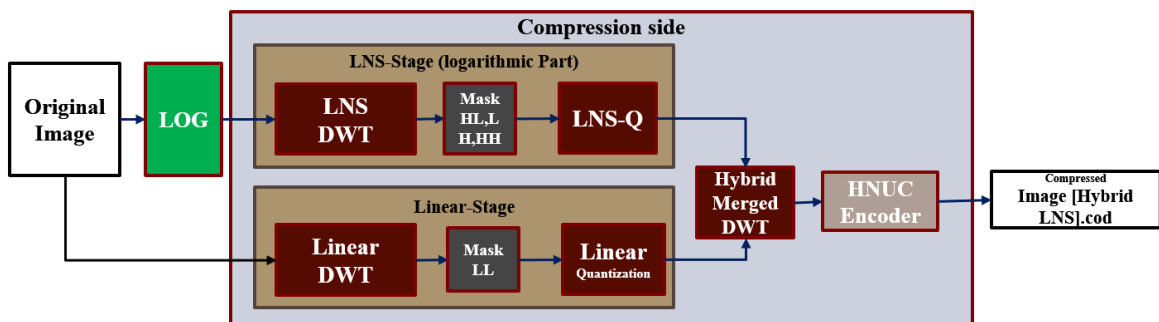 Compression side
LNS-Stage (logarithmic Part)
Original
Image
LOG
LNS
DWT
Mask
HL,L
H,HH
LNS-Q
Hybrid
Merged
DWT
HNUC
Encoder
Compressed
Image [Hybrid
LNS].cod
Linear-Stage
Linear
DWT
Mask
LL
Linear
Quantization